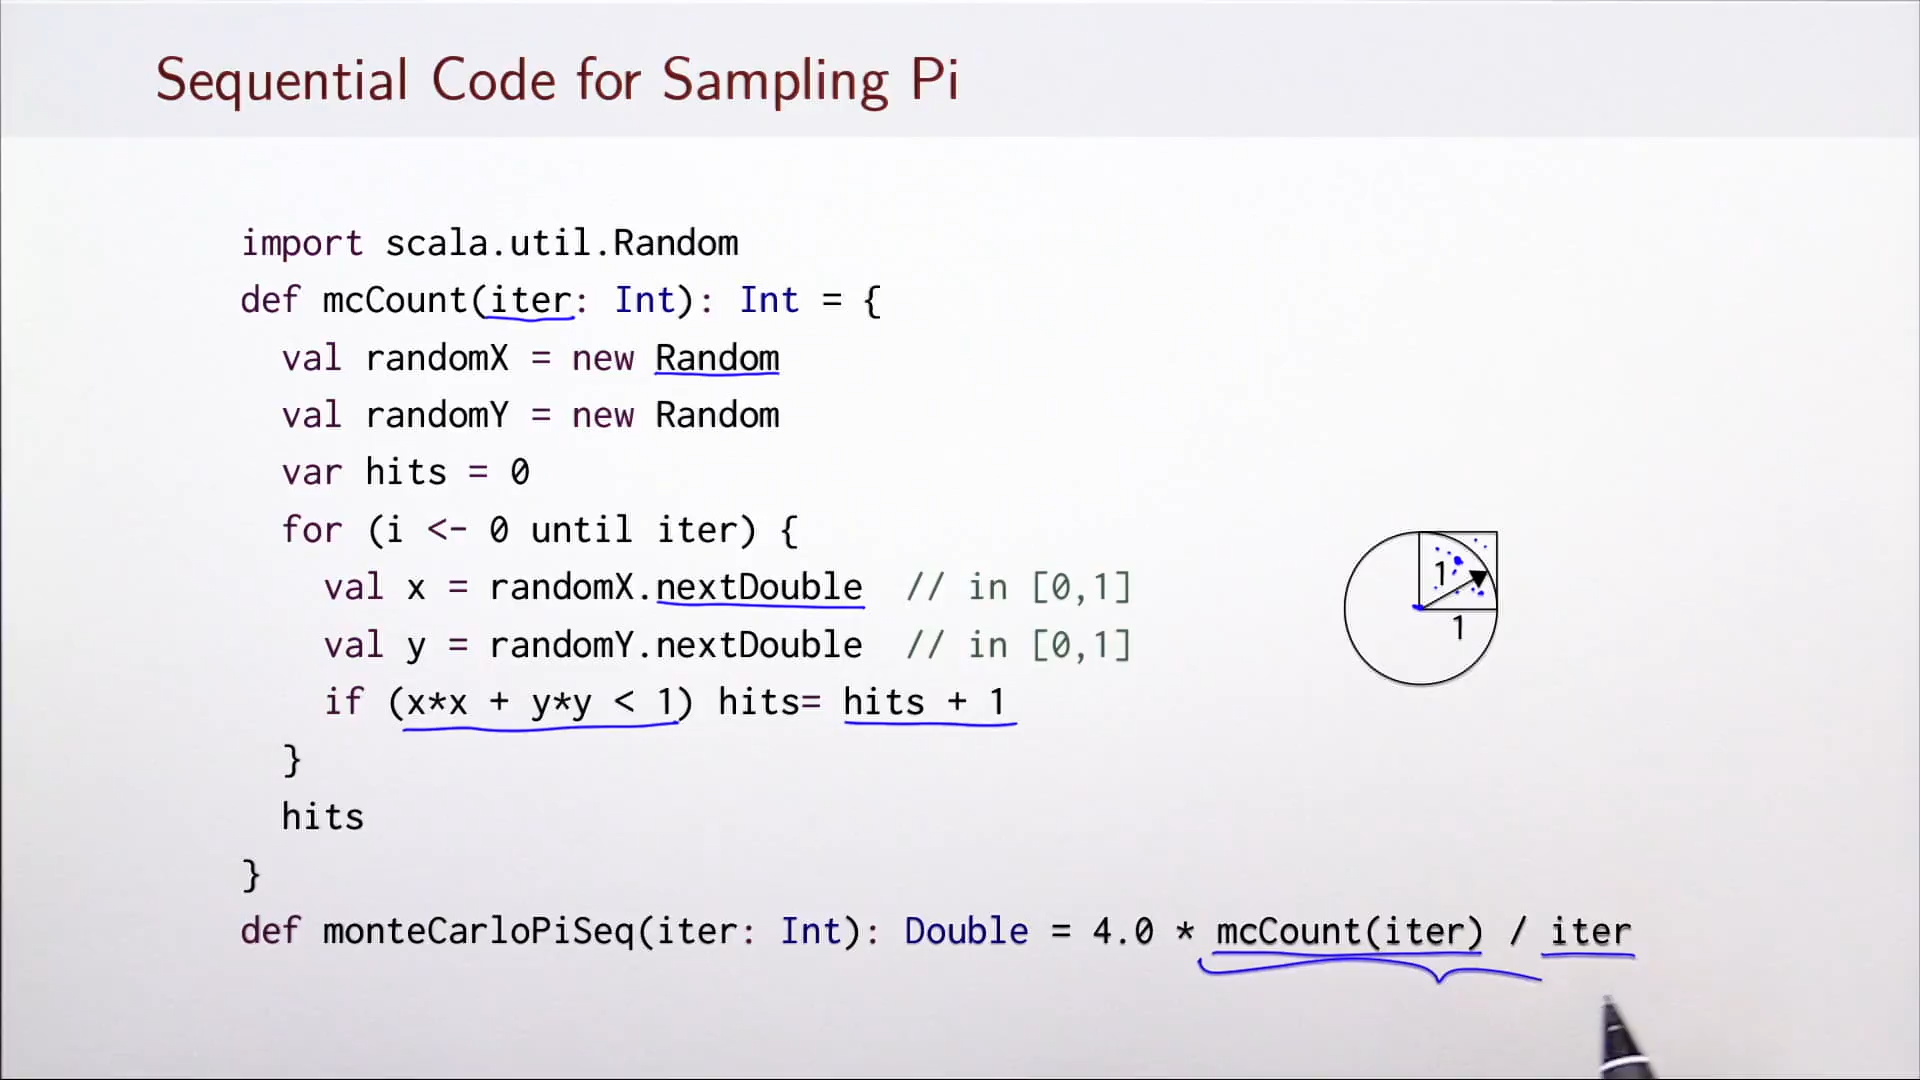 Sequential Code for Sampling Pi
import scala.util.Random
def mcCount(iter: Int): Int = {
val randomX = new Random
val randomY = new Random
var hits = 0
for (i <- 0 until iter) {
val x = randomX.nextDouble // in [0,1]
val y = randomY.nextDouble // in [0,1]
if (x*x + y*y < 1) hits= hits + 1
}
hits
}
def monteCarloPiSeq(iter: Int): Double = 4.0 * mcCount(iter) / iter
1
1